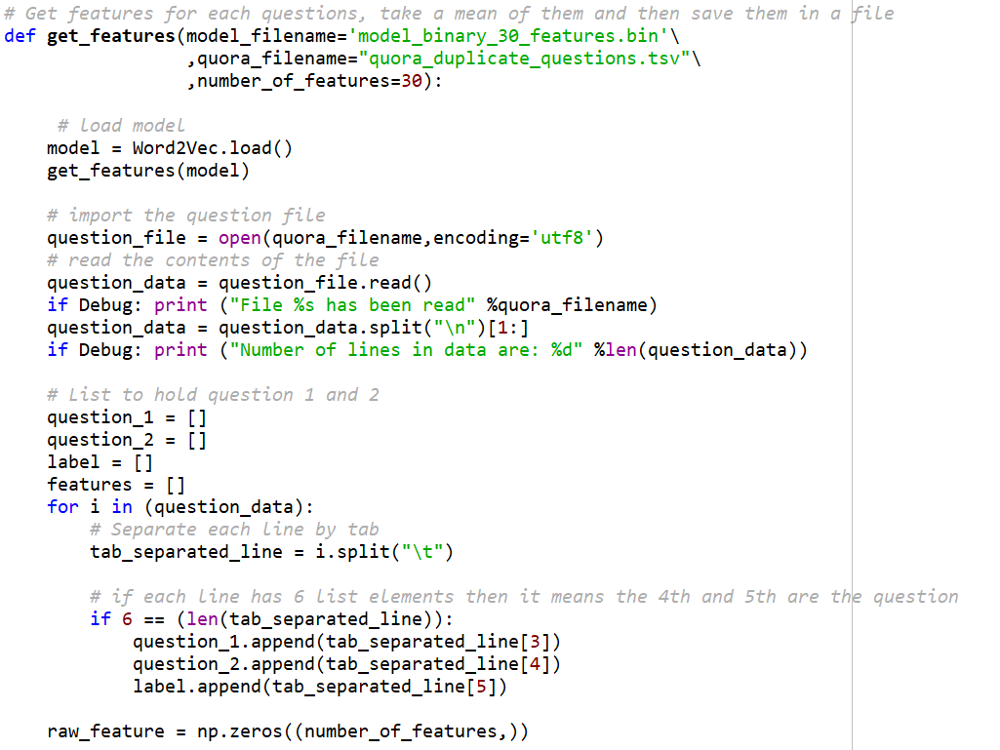 # Get features for each questions, take a mean of them and then save them in a file
def get_features(model_filename='model_binary_30_features.bin'\
                 ,quora_filename="quora_duplicate_questions.tsv"\
                 ,number_of_features=30):

     # load model
    model = Word2Vec.load()
    get_features(model)

    # import the question file
    question_file = open(quora_filename,encoding='utf8')
    # read the contents of the file
    question_data = question_file.read()
    if Debug: print ("File %s has been read" %quora_filename)
    question_data = question_data.split("\n")[1:]
    if Debug: print ("Number of lines in data are: %d" %len(question_data))

    # List to hold question 1 and 2
    question_1 = []
    question_2 = []
    label = []
    features = []
    for i in (question_data):
        # Separate each line by tab
        tab_separated_line = i.split("\t")

        # if each line has 6 list elements then it means the 4th and 5th are the question
        if 6 == (len(tab_separated_line)):
            question_1.append(tab_separated_line[3])
            question_2.append(tab_separated_line[4])
            label.append(tab_separated_line[5])

    raw_feature = np.zeros((number_of_features,))